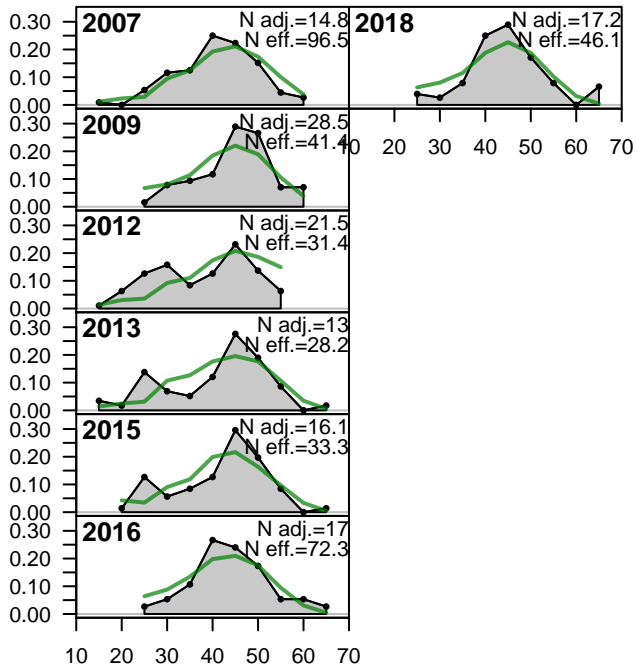 2007
N adj.=14.8
N eff.=96.5
0.30
0.20
0.10
0.00
2018
N adj.=17.2
N eff.=46.1
10 20 30 40 50 60 70
2009
N adj.=28.5
N eff.=41.4
0.30
0.20
0.10
0.00
2012
N adj.=21.5
N eff.=31.4
0.30
0.20
0.10
0.00
2013
N adj.=13
N eff.=28.2
0.30
0.20
0.10
0.00
2015
N adj.=16.1
N eff.=33.3
0.30
0.20
0.10
0.00
2016
N adj.=17
N eff.=72.3
0.30
0.20
0.10
0.00
10 20 30 40 50 60 70